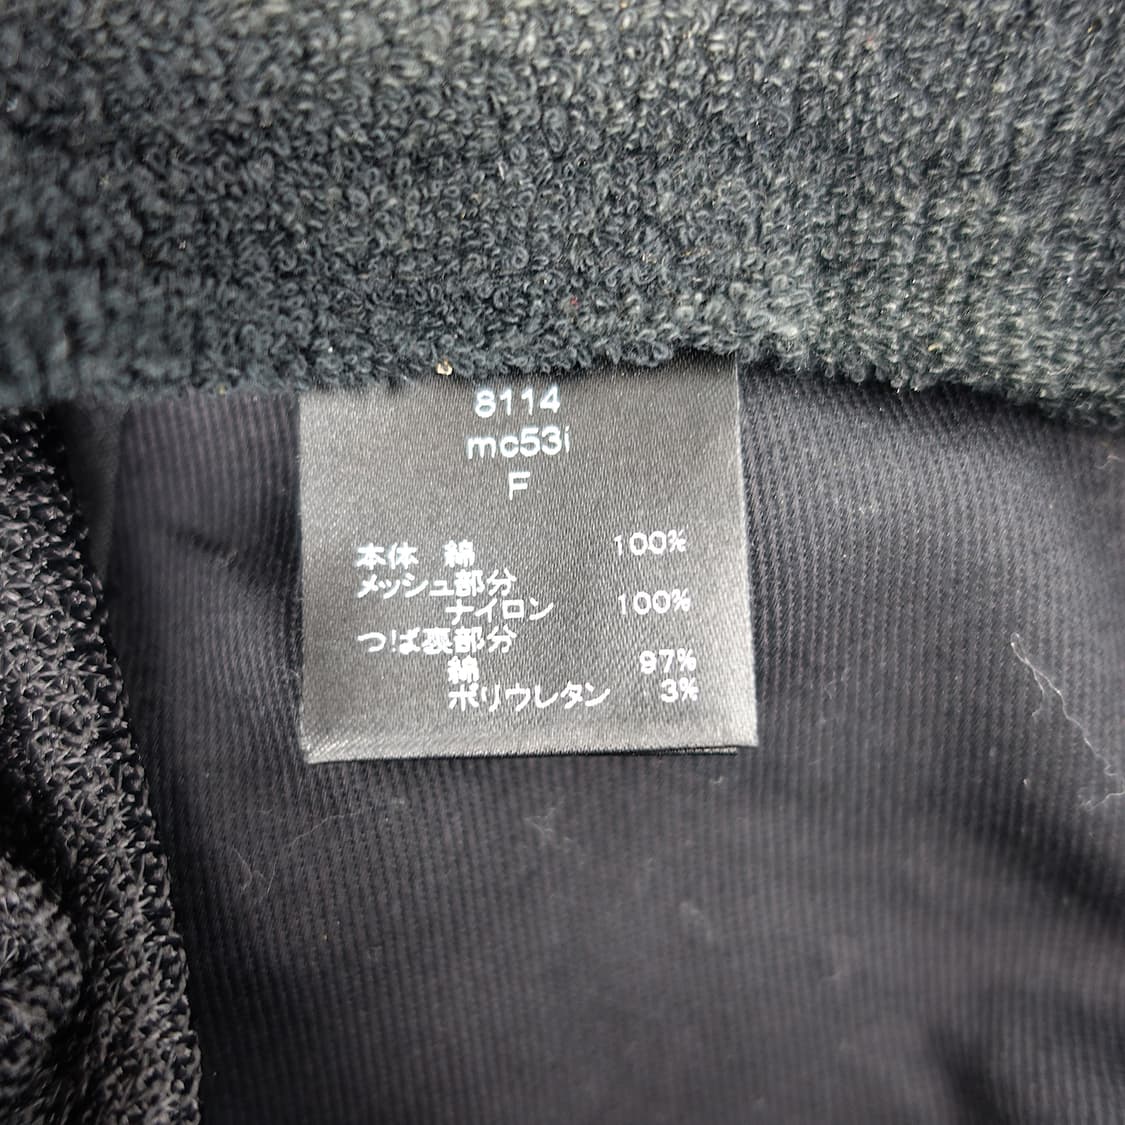 8114
mc53i
F
本体 綿 100%
メッシュ部分
ナイロン 100%
つば裏部分
綿 97%
ポリウレタン 3%